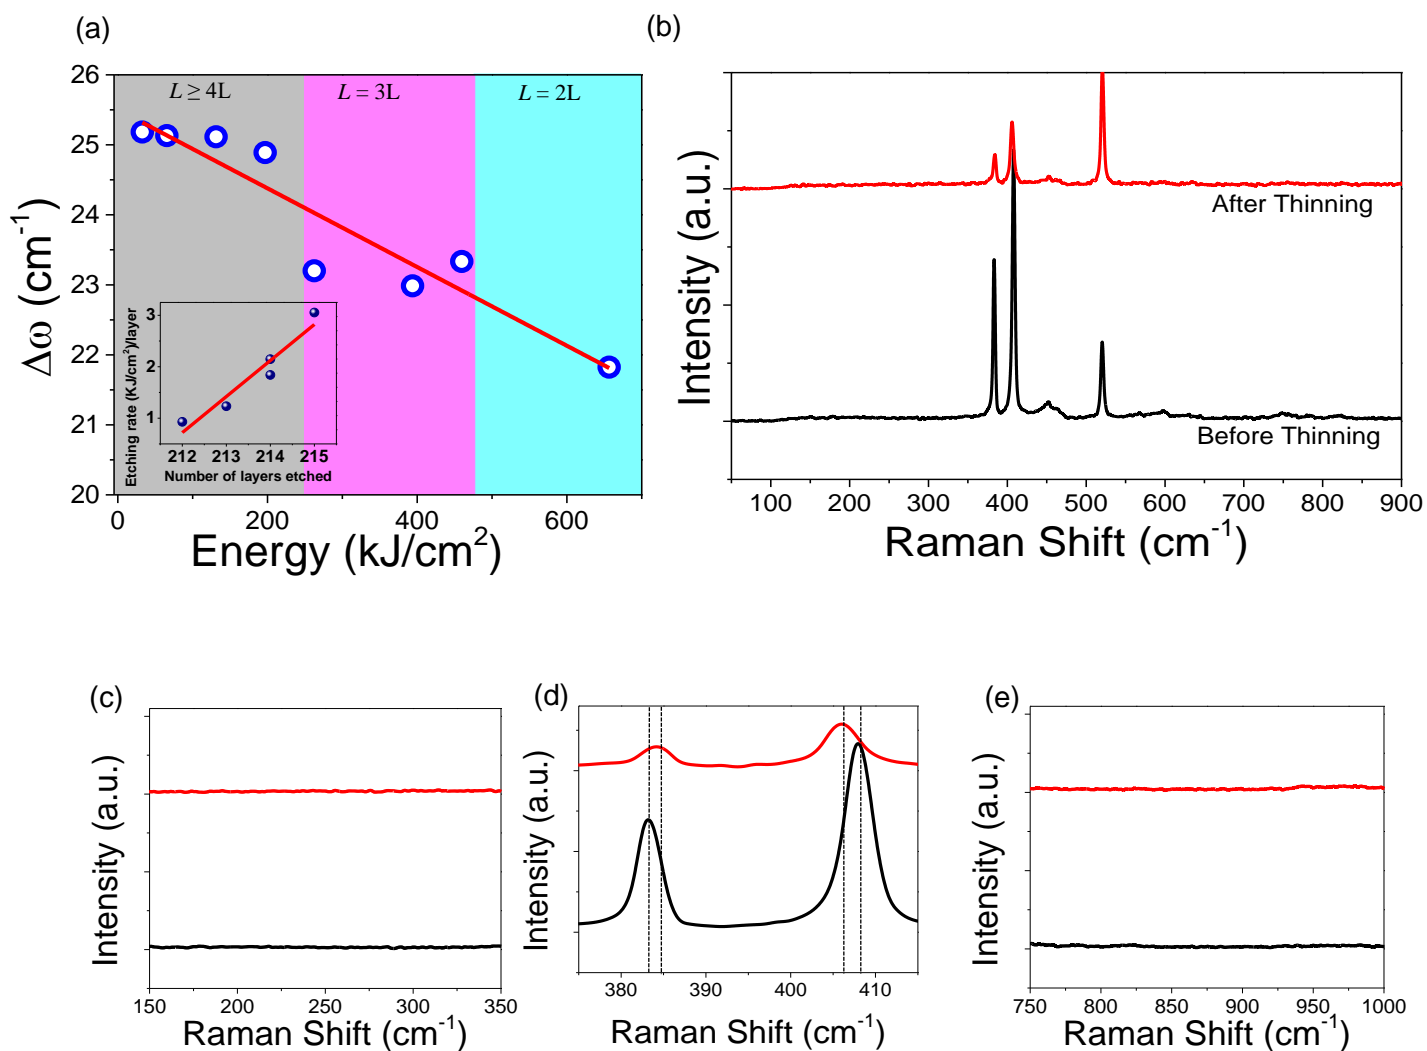 (a)
L ≥ 4L
L = 3L
L = 2L
26
25
24
23
22
21
20
Δω (cm⁻¹)
0
200
400
600
Energy (kJ/cm²)
Etching rate (KJ/cm²)/layer
3
2
1
212
213
214
215
Number of layers etched
(b)
Intensity (a.u.)
After Thinning
Before Thinning
100
200
300
400
500
600
700
800
900
Raman Shift (cm⁻¹)
(c)
Intensity (a.u.)
150
200
250
300
350
Raman Shift (cm⁻¹)
(d)
Intensity (a.u.)
380
390
400
410
Raman Shift (cm⁻¹)
(e)
Intensity (a.u.)
750
800
850
900
950
1000
Raman Shift (cm⁻¹)